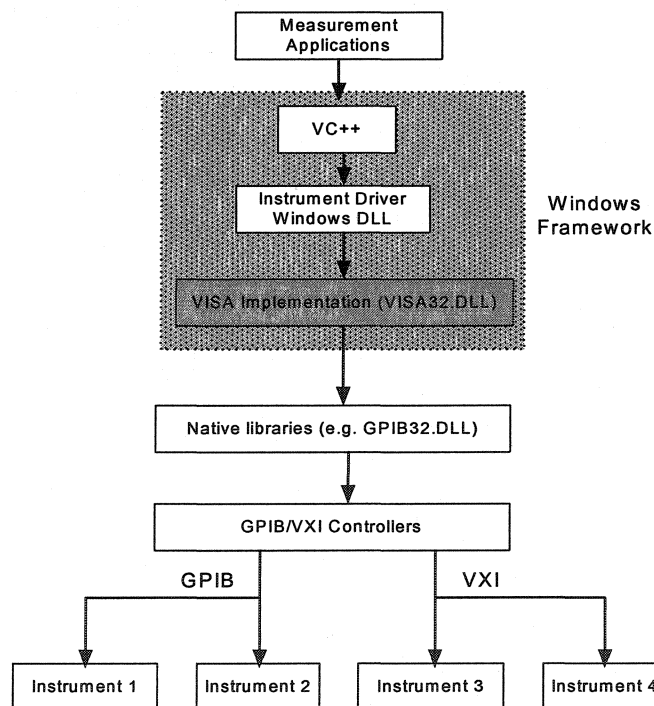 Measurement
Applications
VC++
Instrument Driver
Windows DLL
Windows
Framework
VISA Implementation (VISA32.DLL)
Native libraries (e.g. GPIB32.DLL)
GPIB/VXI Controllers
GPIB
VXI
Instrument 1
Instrument 2
Instrument 3
Instrument 4